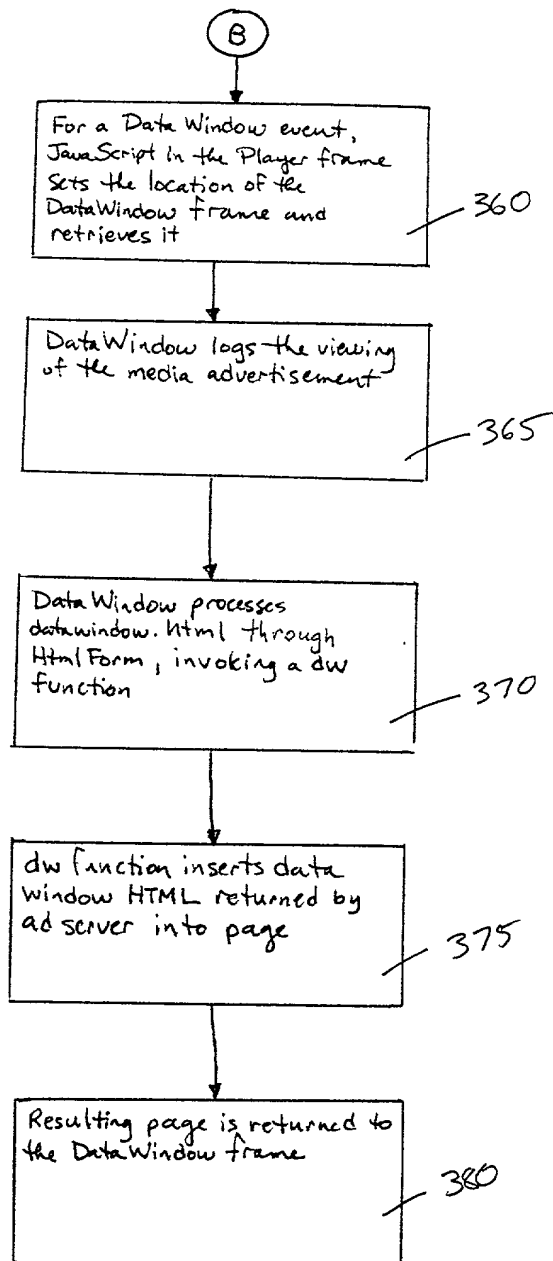 B
For a Data Window event,
JavaScript in the Player frame
sets the location of the
DataWindow frame and
retrieves it
360
DataWindow logs the viewing
of the media advertisement
365
DataWindow processes
datawindow.html through
HtmlForm, invoking a dw
function
370
dw function inserts data
window HTML returned by
ad server into page
375
Resulting page is returned to
the DataWindow frame
380